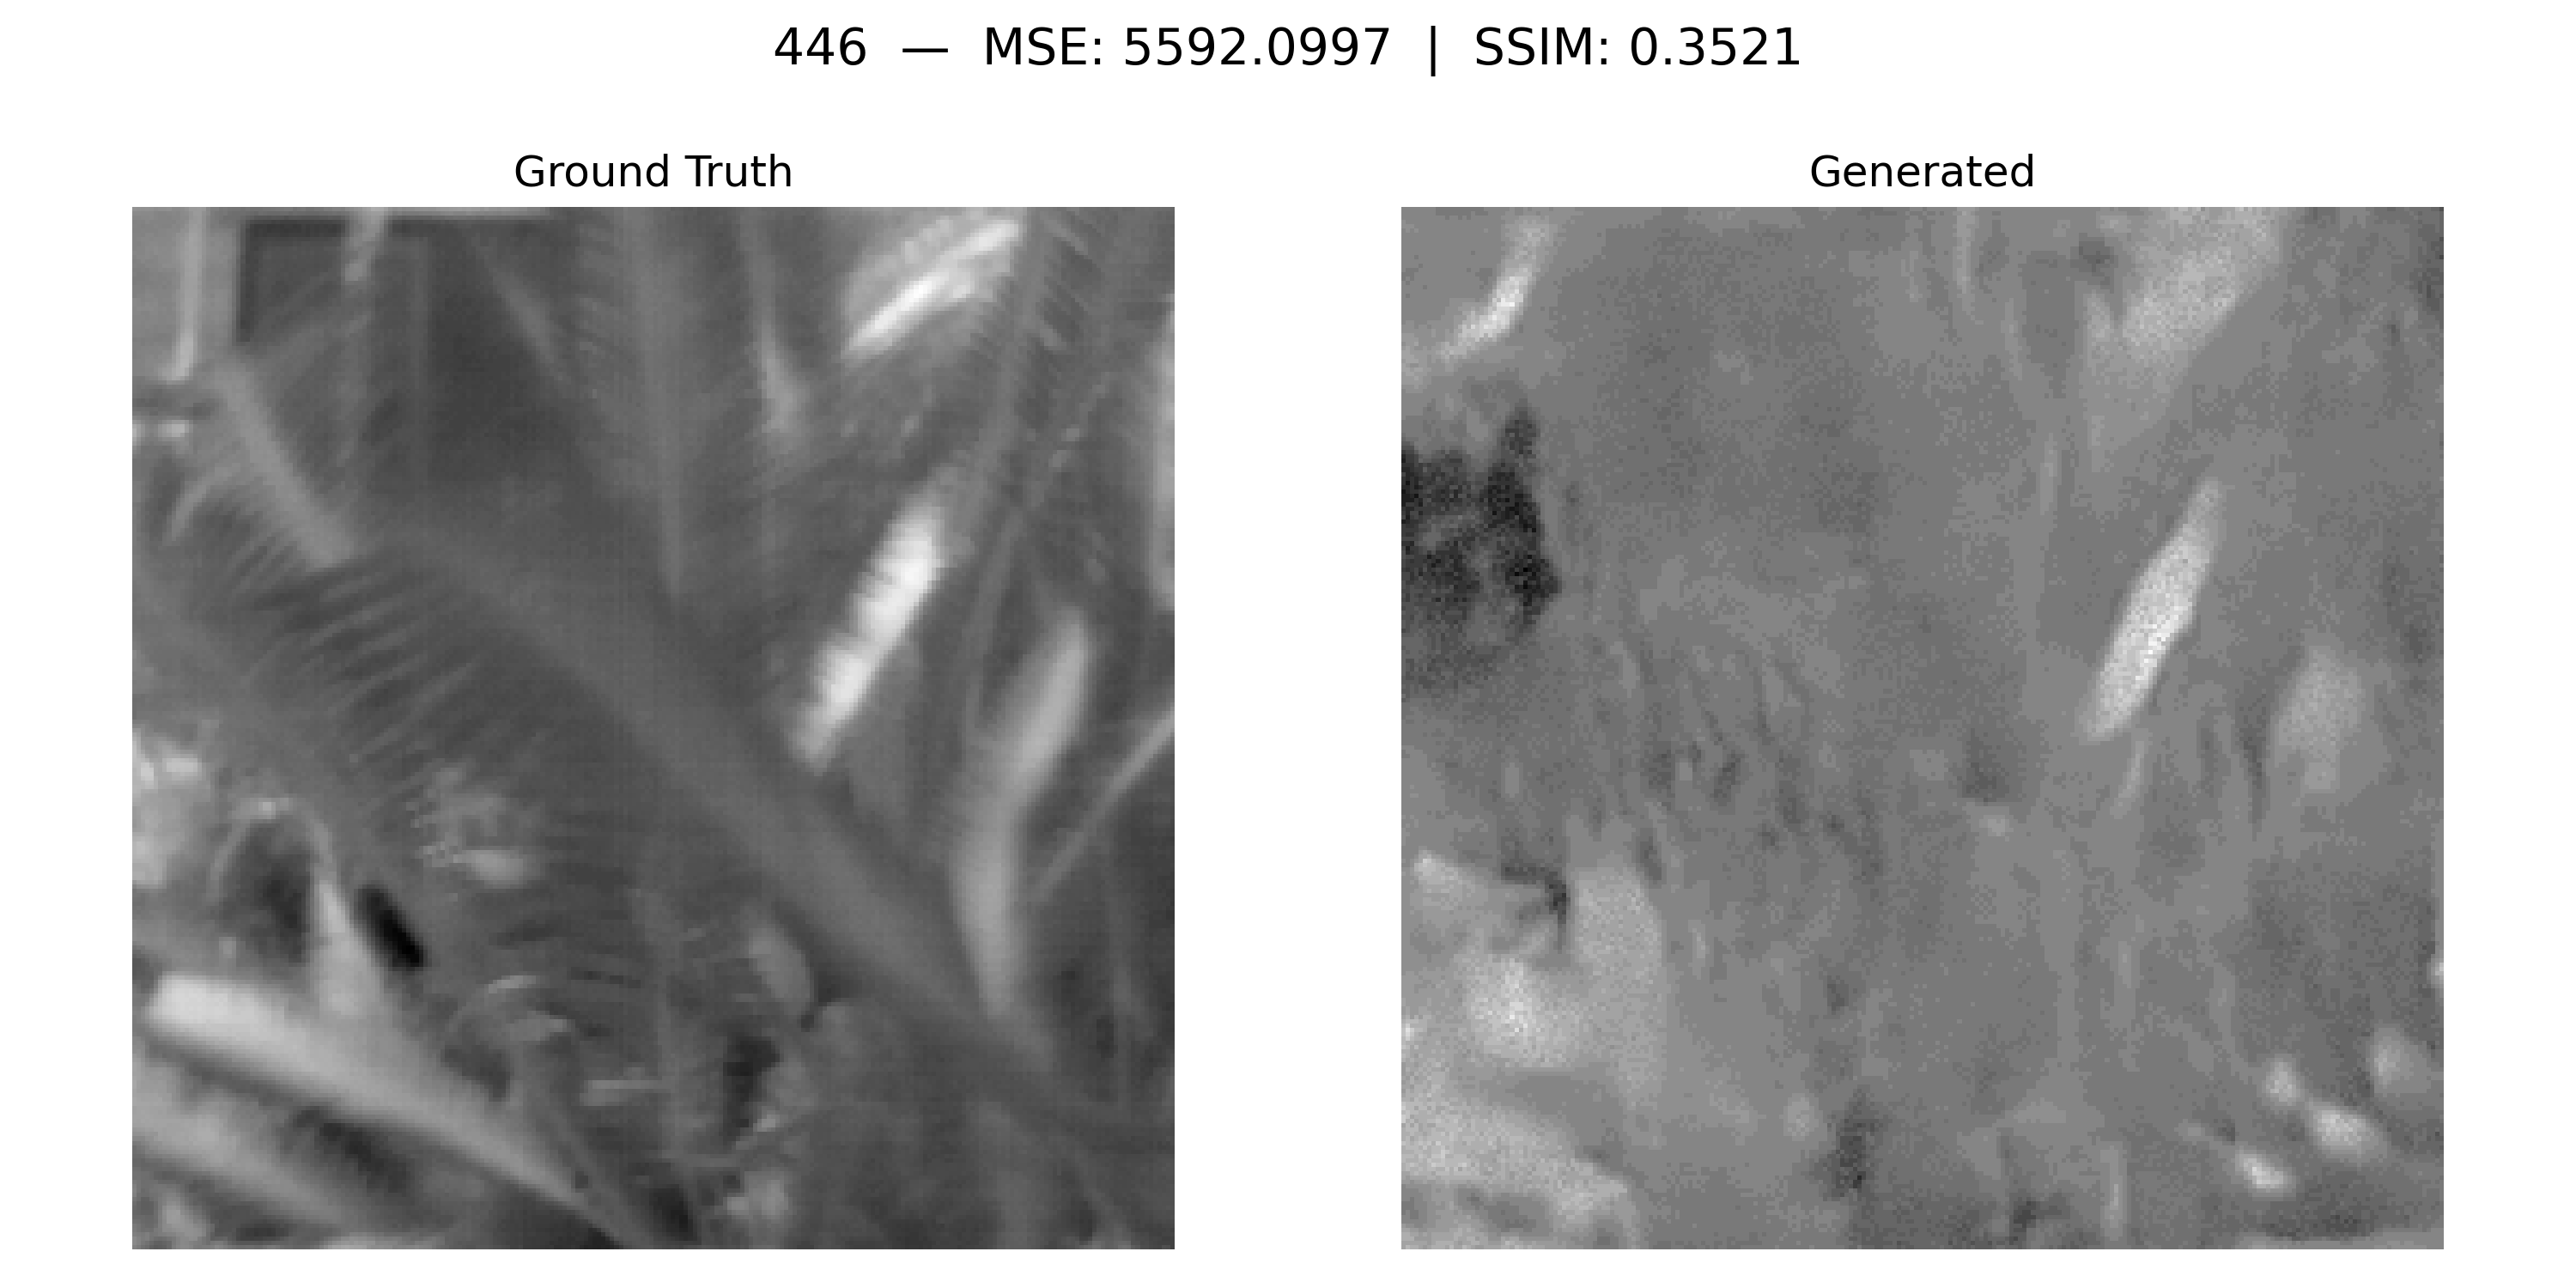 446 — MSE: 5592.0997 | SSIM: 0.3521
Ground Truth
Generated